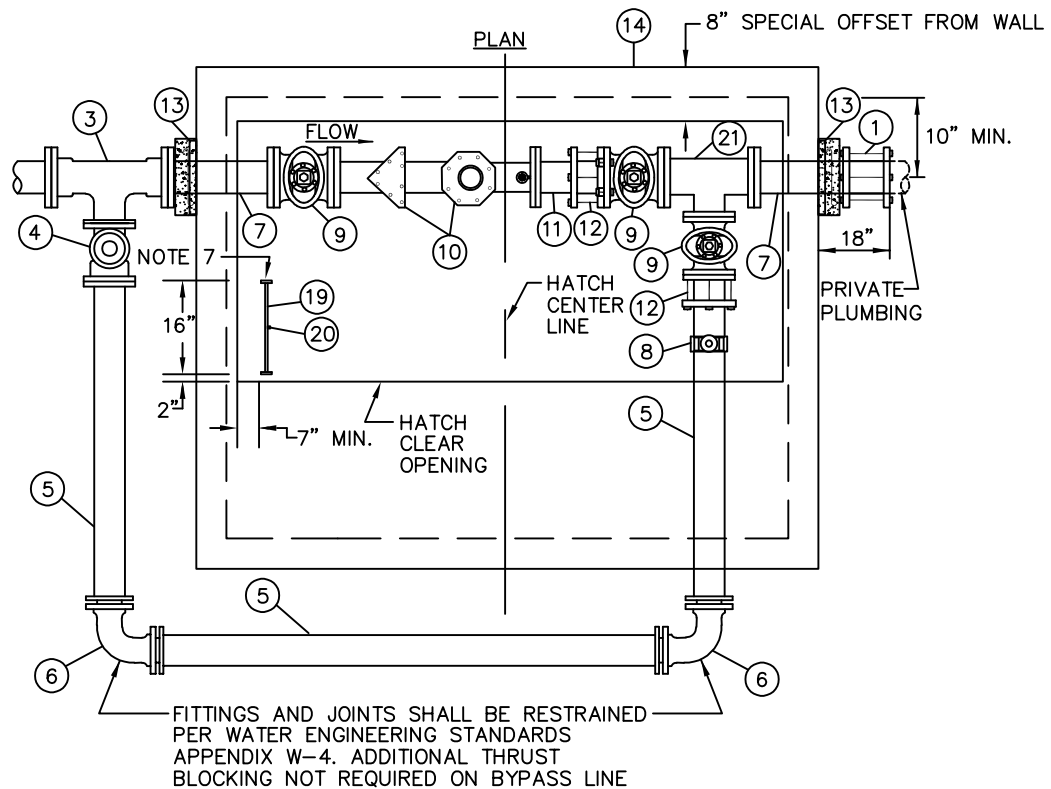 8" SPECIAL OFFSET FROM WALL
14
PLAN
13
3
13
1
FLOW
21
10" MIN.
4
7
9
10
11
12
9
9
7
18"
NOTE 7
HATCH
CENTER
LINE
PRIVATE
PLUMBING
19
12
16"
20
8
2"
7" MIN.
HATCH
CLEAR
OPENING
5
5
5
6
6
FITTINGS AND JOINTS SHALL BE RESTRAINED
PER WATER ENGINEERING STANDARDS
APPENDIX W-4. ADDITIONAL THRUST
BLOCKING NOT REQUIRED ON BYPASS LINE